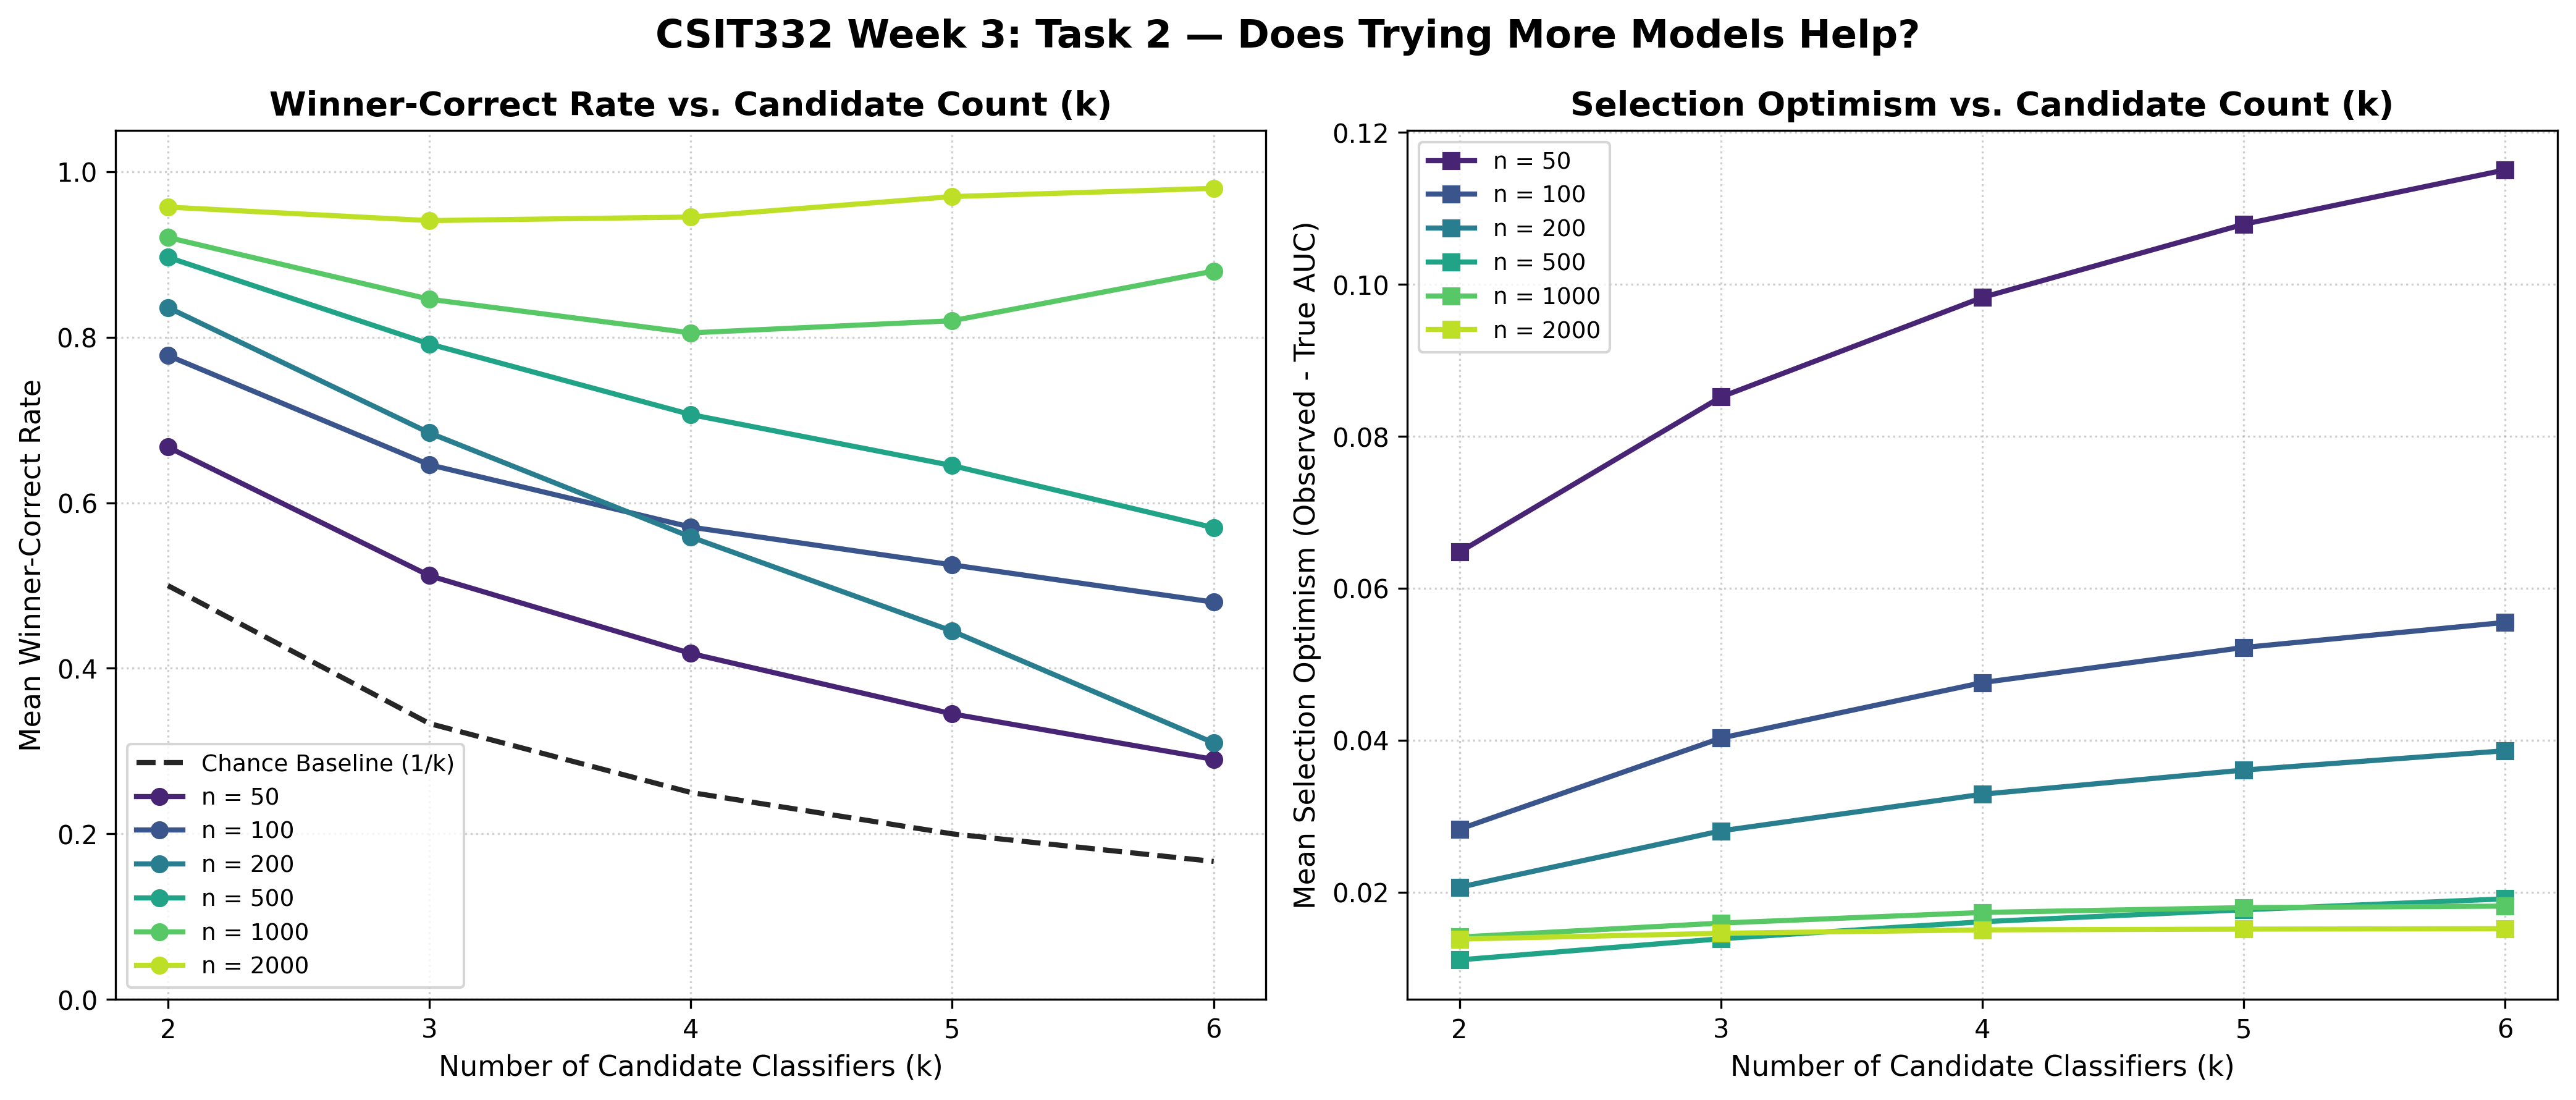 CSIT332 Week 3: Task 2 — Does Trying More Models Help?
Winner-Correct Rate vs. Candidate Count (k)
Mean Winner-Correct Rate
1.0
0.8
0.6
0.4
0.2
0.0
Chance Baseline (1/k)
n = 50
n = 100
n = 200
n = 500
n = 1000
n = 2000
2 3 4 5 6
Number of Candidate Classifiers (k)
Selection Optimism vs. Candidate Count (k)
Mean Selection Optimism (Observed - True AUC)
0.12
0.10
0.08
0.06
0.04
0.02
n = 50
n = 100
n = 200
n = 500
n = 1000
n = 2000
2 3 4 5 6
Number of Candidate Classifiers (k)